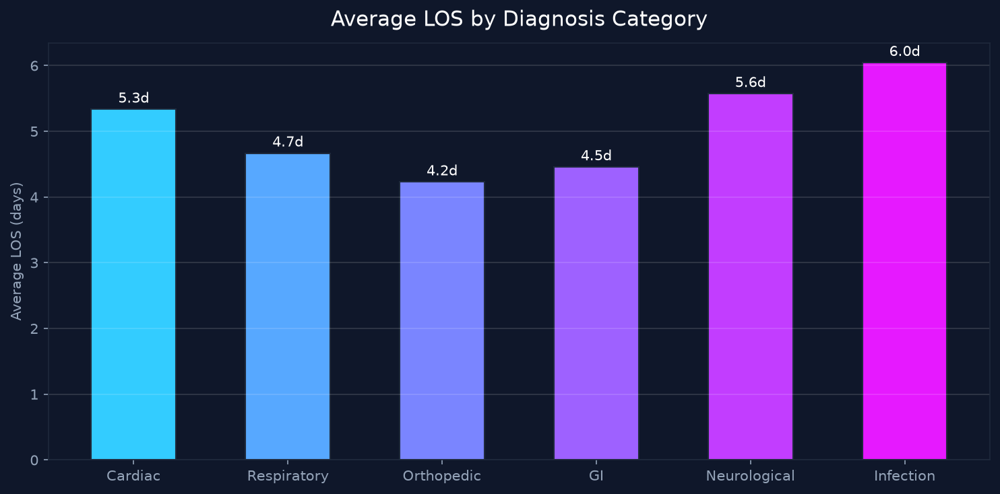 Average LOS by Diagnosis Category
Average LOS (days)
6
5
4
3
2
1
0
5.3d
4.7d
4.2d
4.5d
5.6d
6.0d
Cardiac
Respiratory
Orthopedic
GI
Neurological
Infection